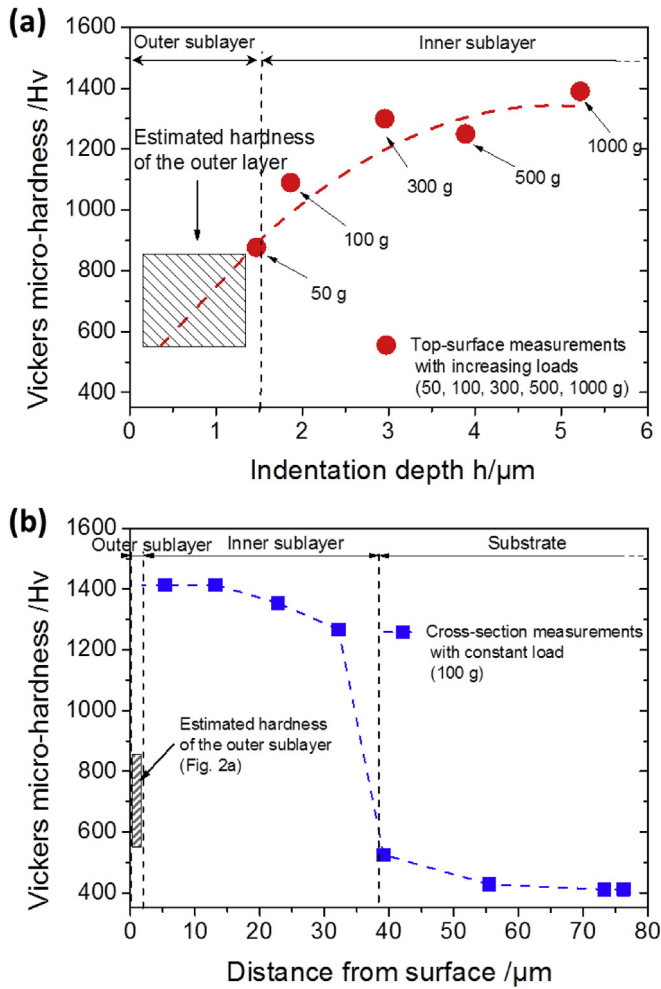 (a)
1600
1400
1200
1000
800
600
400
Vickers micro-hardness /Hv
Outer sublayer
Inner sublayer
Estimated hardness
of the outer layer
50 g
100 g
300 g
500 g
1000 g
Top-surface measurements
with increasing loads
(50, 100, 300, 500, 1000 g)
0 1 2 3 4 5 6
Indentation depth h/μm
(b)
1600
1400
1200
1000
800
600
400
Vickers micro-hardness /Hv
Outer sublayer
Inner sublayer
Substrate
Cross-section measurements
with constant load
(100 g)
Estimated hardness
of the outer sublayer
(Fig. 2a)
0 10 20 30 40 50 60 70 80
Distance from surface /μm